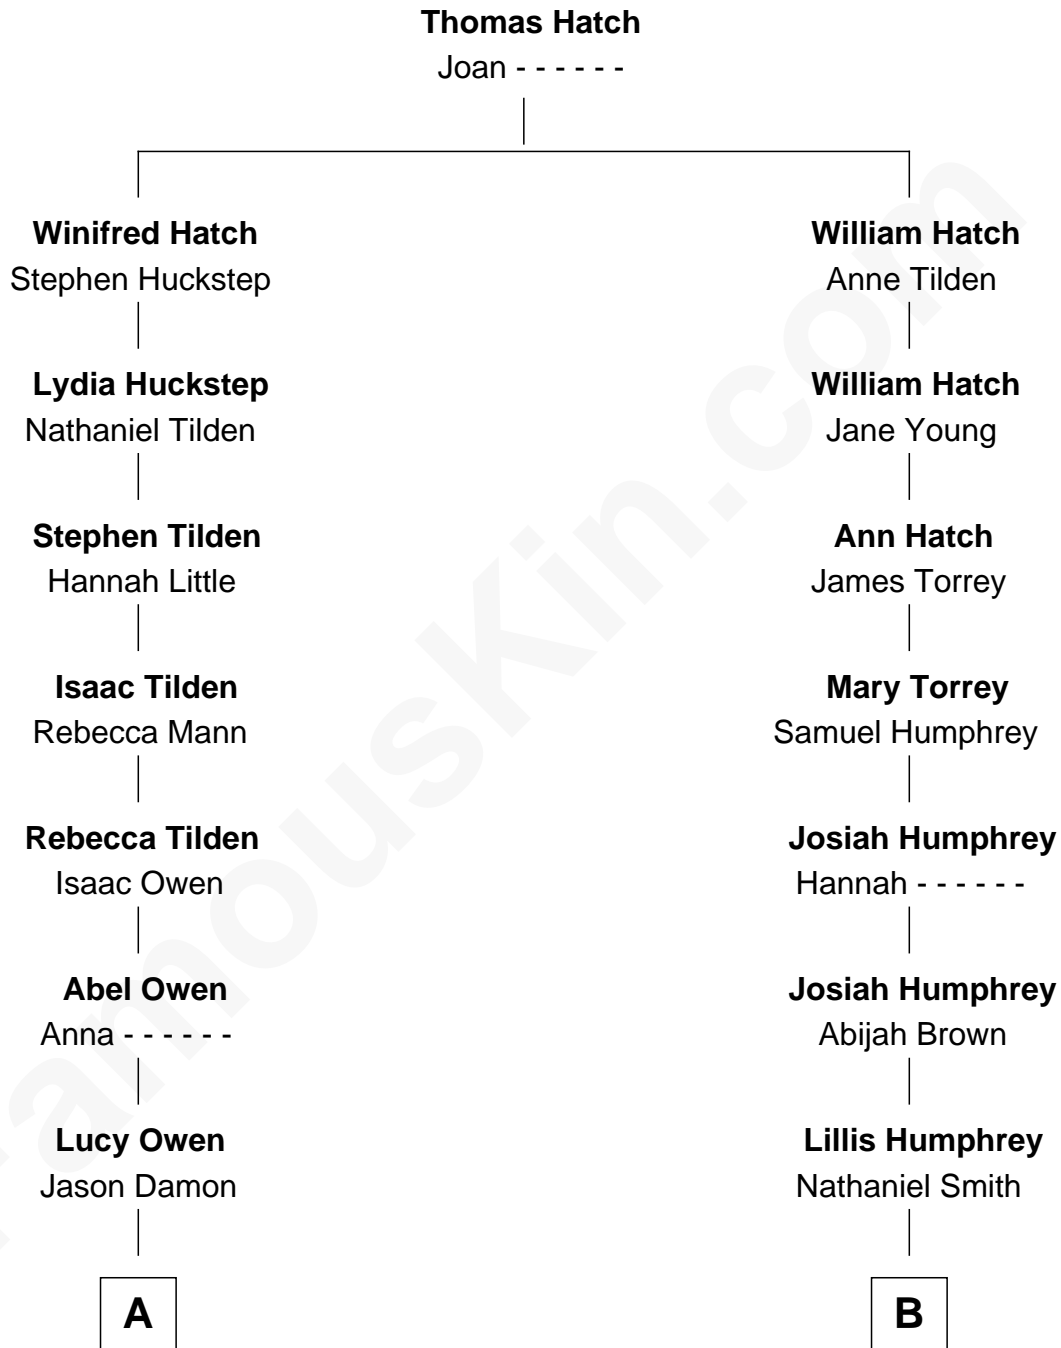 Thomas Hatch
Joan - - - - - -
Winifred Hatch
Stephen Huckstep
Lydia Huckstep
Nathaniel Tilden
Stephen Tilden
Hannah Little
Isaac Tilden
Rebecca Mann
Rebecca Tilden
Isaac Owen
Abel Owen
Anna - - - - - -
Lucy Owen
Jason Damon
A
William Hatch
Anne Tilden
William Hatch
Jane Young
Ann Hatch
James Torrey
Mary Torrey
Samuel Humphrey
Josiah Humphrey
Hannah - - - - - -
Josiah Humphrey
Abijah Brown
Lillis Humphrey
Nathaniel Smith
B
FamousKin.com